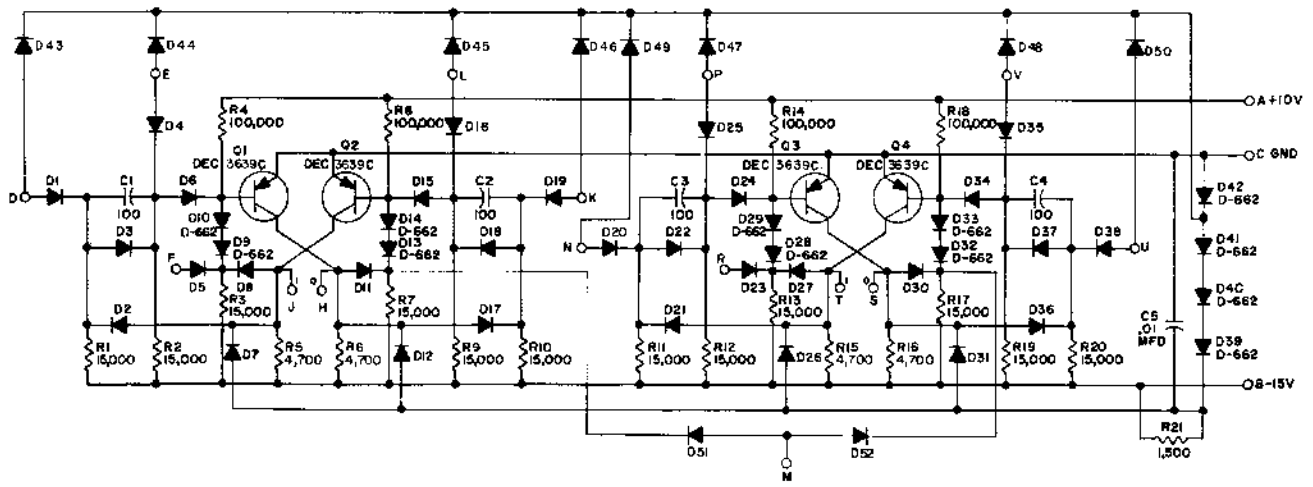 D43 D44 D45 D46 D49 D47 D48 D50
E L P V
R4 100,000 R8 100,000 R14 100,000 R18 100,000 A+10V
D4 D16 D25 D35
Q1 DEC 3639C Q2 DEC 3639C Q3 DEC 3639C Q4 DEC 3639C C GND
D D1 C1 100 D6 D15 C2 100 D19 K C3 100 D24 D34 C4 100 D42 D-662
D10 D-662 D14 D-662 D29 D-662 D33 D-662
D3 D9 D-662 D13 D-662 D18 N D20 D22 D28 D-662 D32 D-662 D37 D38 U D41 D-662
F D5 D8 1 J 0 H D11 R D23 D27 1 T 0 S D30
R3 15,000 R7 15,000 R13 15,000 R17 15,000 D40 D-662
D2 D17 D21 D36 C5 .01 MFD
R1 15,000 R2 15,000 D7 R5 4,700 R6 4,700 D12 R9 15,000 R10 15,000 R11 15,000 R12 15,000 D26 R15 4,700 R16 4,700 D31 R19 15,000 R20 15,000 D39 D-662
B-15V
D51 D52 R21 1,500
M